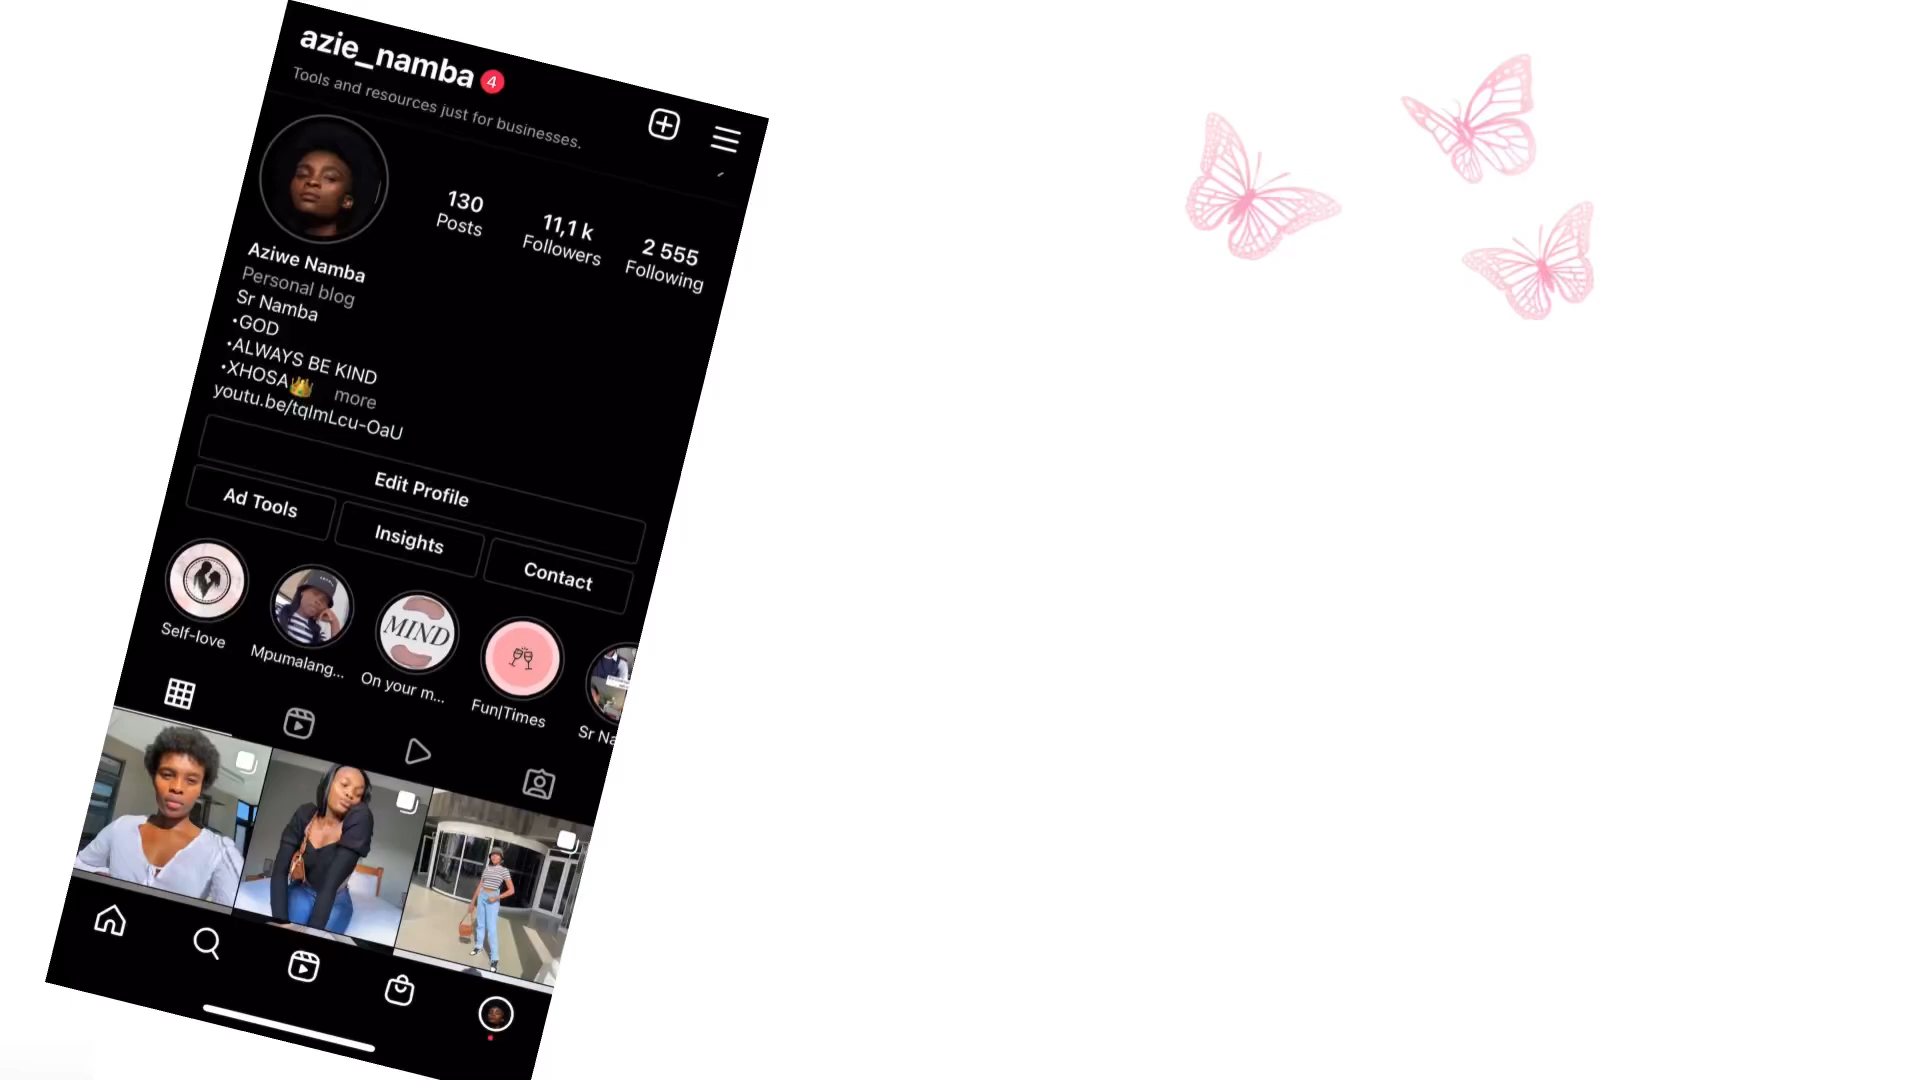 azie_namba 4
Tools and resources just for businesses.
130
Posts
11,1 k
Followers
2 555
Following
Aziwe Namba
Personal blog
Sr Namba
•GOD
•ALWAYS BE KIND
•XHOSA👑 more
youtu.be/tqlmLcu-OaU
Edit Profile
Ad Tools
Insights
Contact
MIND
Self-love
Mpumalang...
On your m...
Fun|Times
Sr Na